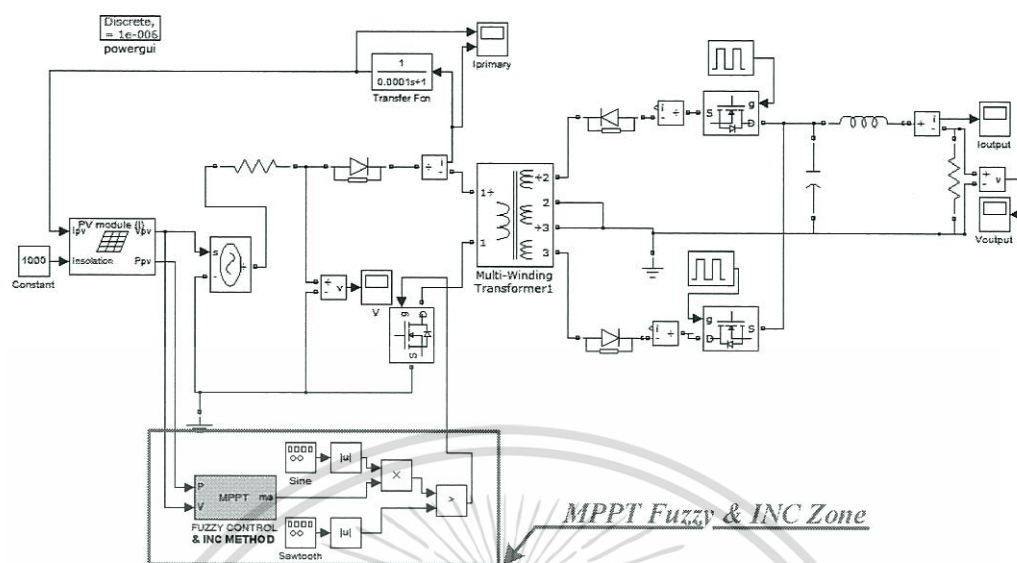 Discrete,
= 1e-006
powergui
Iprimary
1
0.0001s+1
Transfer Fcn
g
S
D
i
+
-
Ioutput
v
Voutput
PV module (I)
Ipv
Vpv
Insolation
Ppv
1000
Constant
s
V
1+
1
+2
2
+3
3
Multi-Winding
Transformer1
g
D
S
g
D
S
Sine
|u|
×
>
P
V
MPPT
ma
FUZZY CONTROL
& INC METHOD
Sawtooth
|u|
MPPT Fuzzy & INC Zone